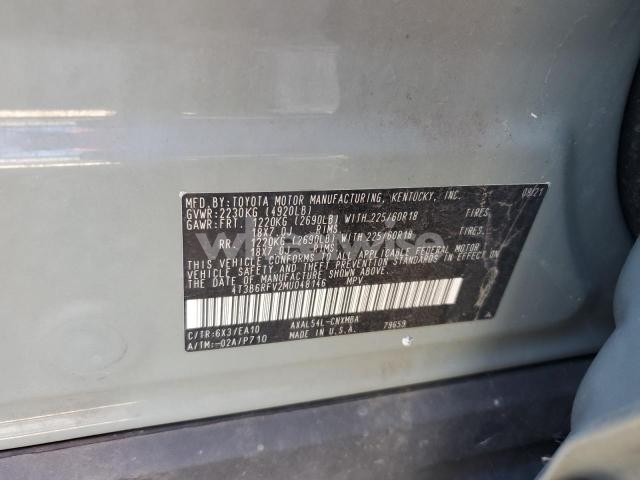 MFD. BY: TOYOTA MOTOR MANUFACTURING, KENTUCKY, INC. 09/21
GVWR: 2230KG (4920LB)
GAWR: FRT. 1220KG (2690LB) WITH 225/60R18 TIRES,
18X7.0J RIMS
RR. 1220KG (2690LB) WITH 225/60R18 TIRES,
18X7.0J RIMS
THIS VEHICLE CONFORMS TO ALL APPLICABLE FEDERAL MOTOR
VEHICLE SAFETY AND THEFT PREVENTION STANDARDS IN EFFECT ON
THE DATE OF MANUFACTURE SHOWN ABOVE.
4T3B6RFV2MU048146 MPV
C/TR: 6X3/EA10 AXAL54L-CNXMBA
A/TM: -02A/P710 MADE IN U.S.A. 79659